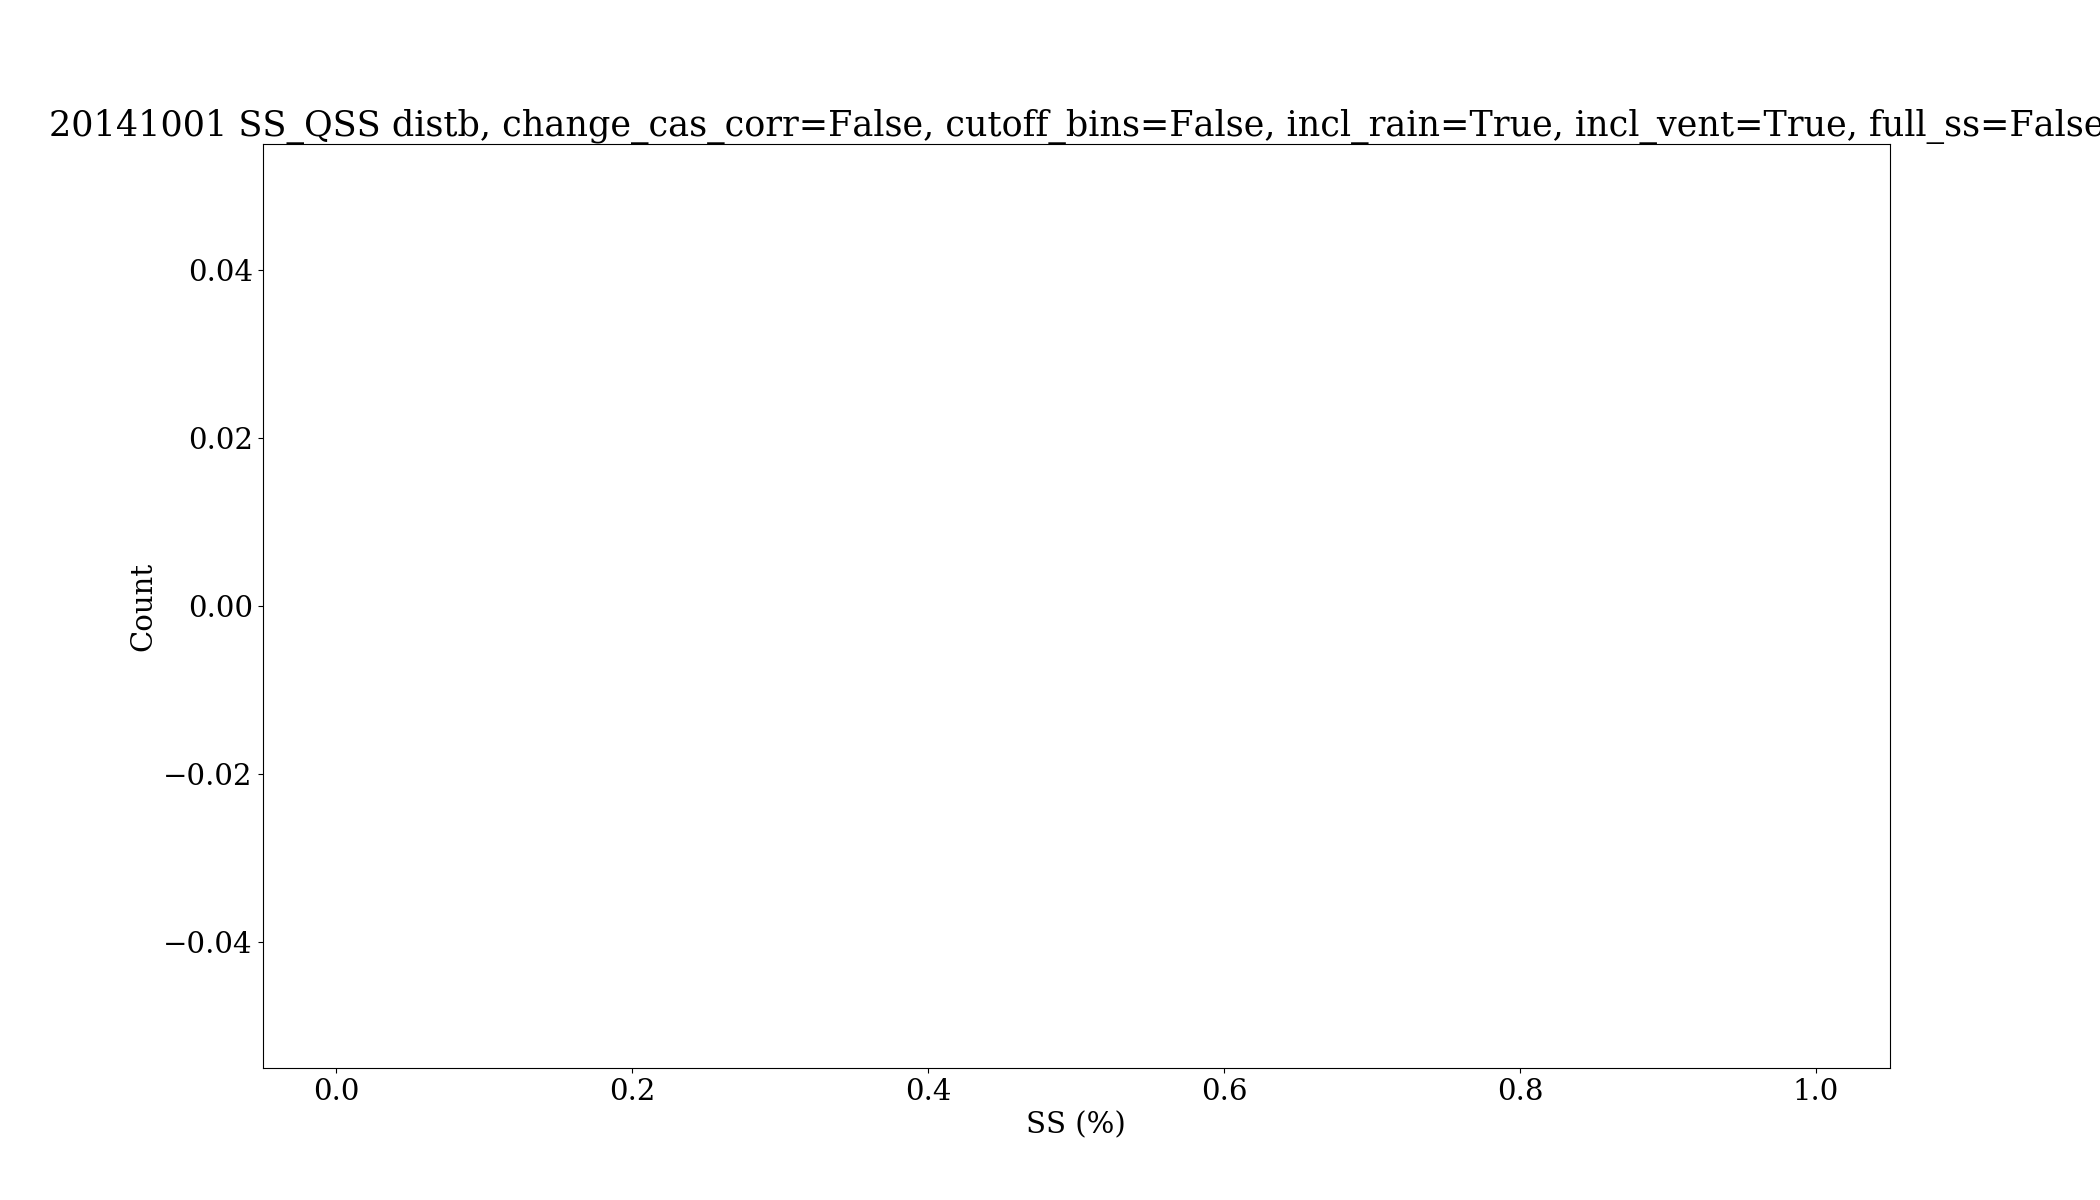 20141001 SS_QSS distb, change_cas_corr=False, cutoff_bins=False, incl_rain=True, incl_vent=True, full_ss=False
0.04
0.02
0.00
−0.02
−0.04
Count
0.0 0.2 0.4 0.6 0.8 1.0
SS (%)